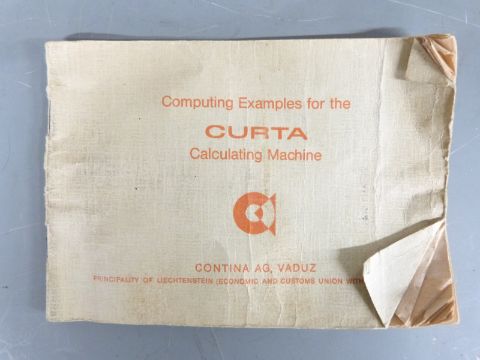 Computing Examples for the
CURTA
Calculating Machine
CONTINA AG, VADUZ
PRINCIPALITY OF LIECHTENSTEIN (ECONOMIC AND CUSTOMS UNION WITH